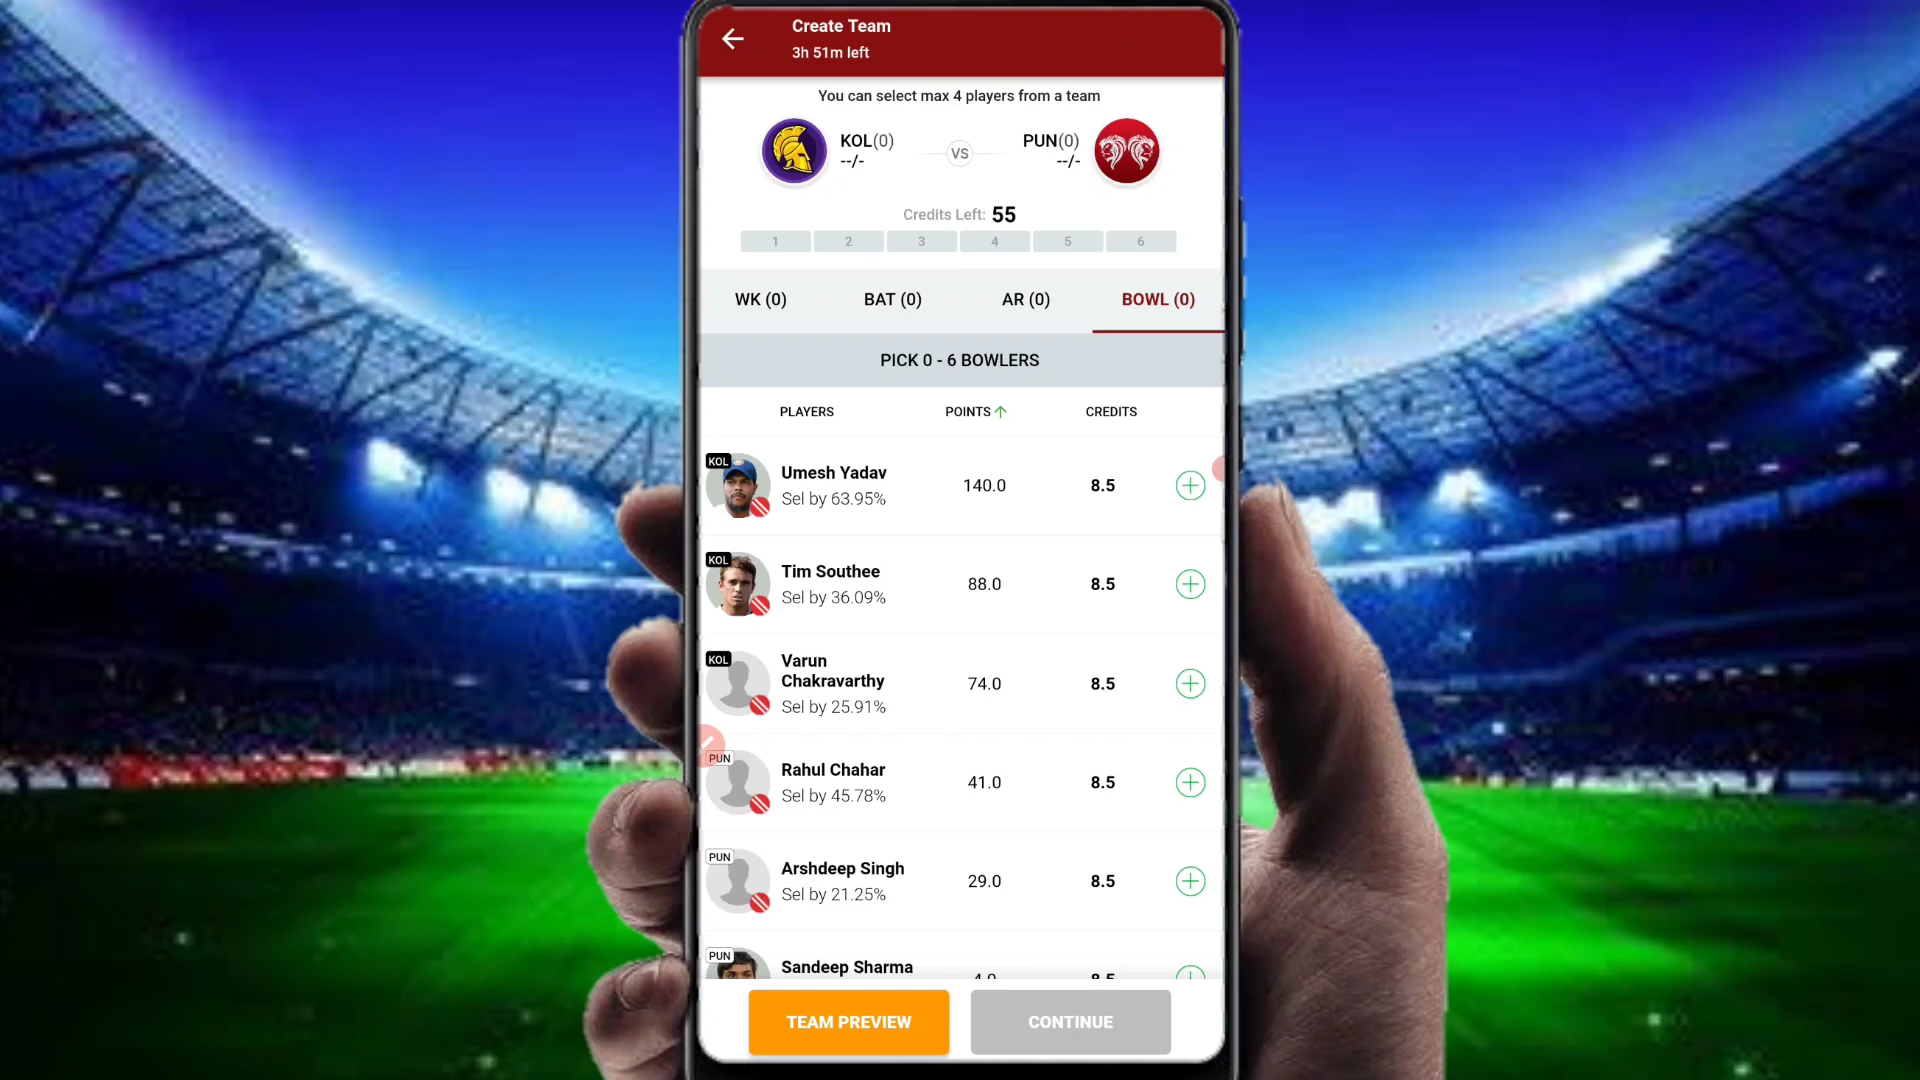 Create Team
3h 51m left
You can select max 4 players from a team
KOL(0)
--/-
VS
PUN(0)
--/-
Credits Left: 55
1 2 3 4 5 6
WK (0) BAT (0) AR (0) BOWL (0)
PICK 0 - 6 BOWLERS
PLAYERS POINTS CREDITS
KOL
Umesh Yadav
Sel by 63.95%
140.0 8.5
KOL
Tim Southee
Sel by 36.09%
88.0 8.5
KOL
Varun
Chakravarthy
Sel by 25.91%
74.0 8.5
PUN
Rahul Chahar
Sel by 45.78%
41.0 8.5
PUN
Arshdeep Singh
Sel by 21.25%
29.0 8.5
PUN
Sandeep Sharma
4.0 8.5
TEAM PREVIEW CONTINUE